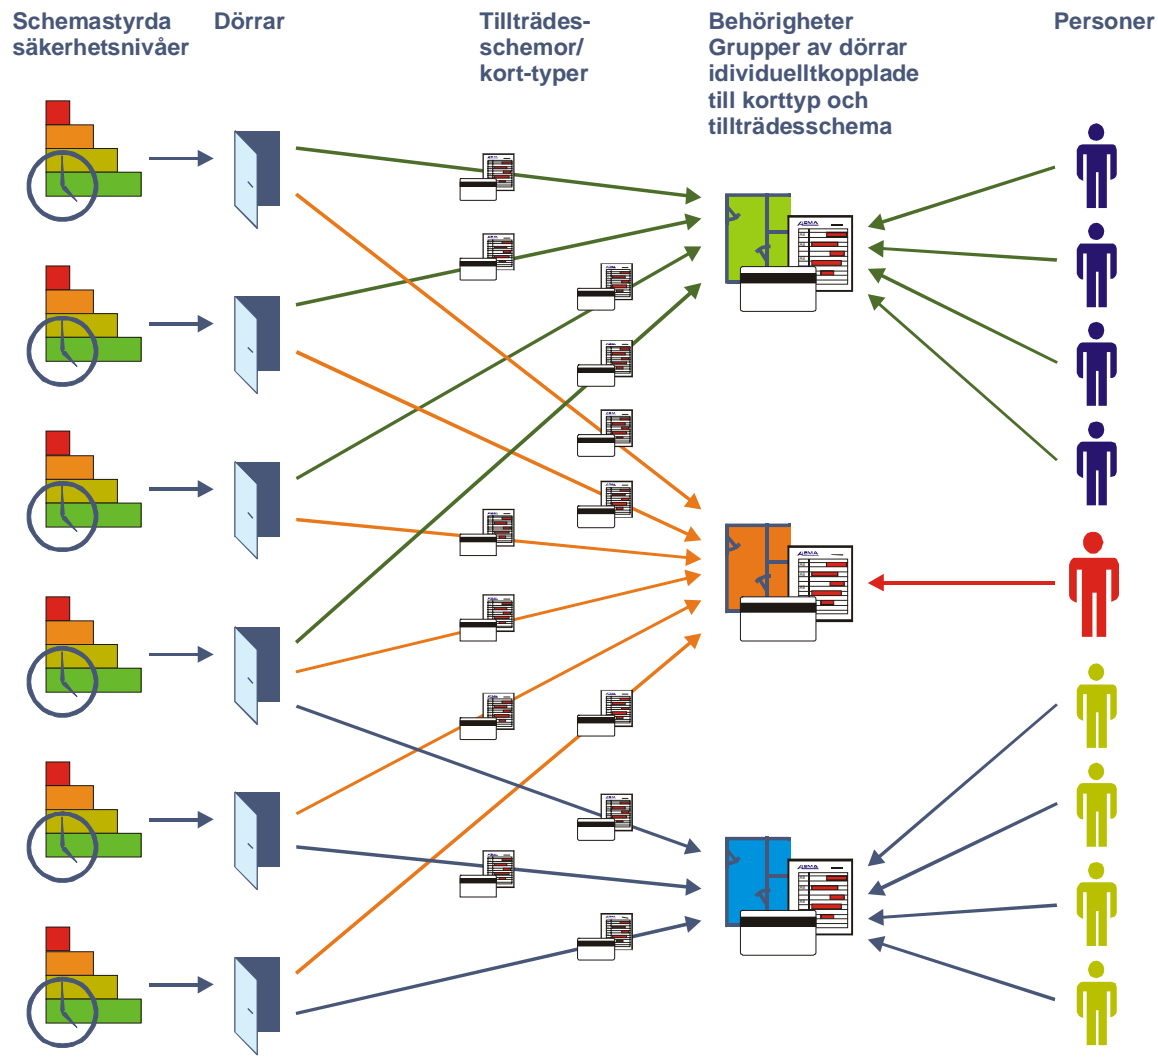 Schemastyrda
säkerhetsnivåer
Dörrar
Tillträdes-
schemor/
kort-typer
Behörigheter
Grupper av dörrar
idividuelltkopplade
till korttyp och
tillträdesschema
Personer